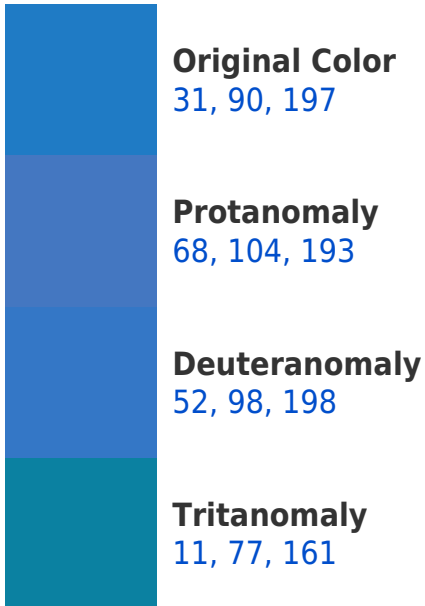 Original Color
31, 90, 197
Protanomaly
68, 104, 193
Deuteranomaly
52, 98, 198
Tritanomaly
11, 77, 161